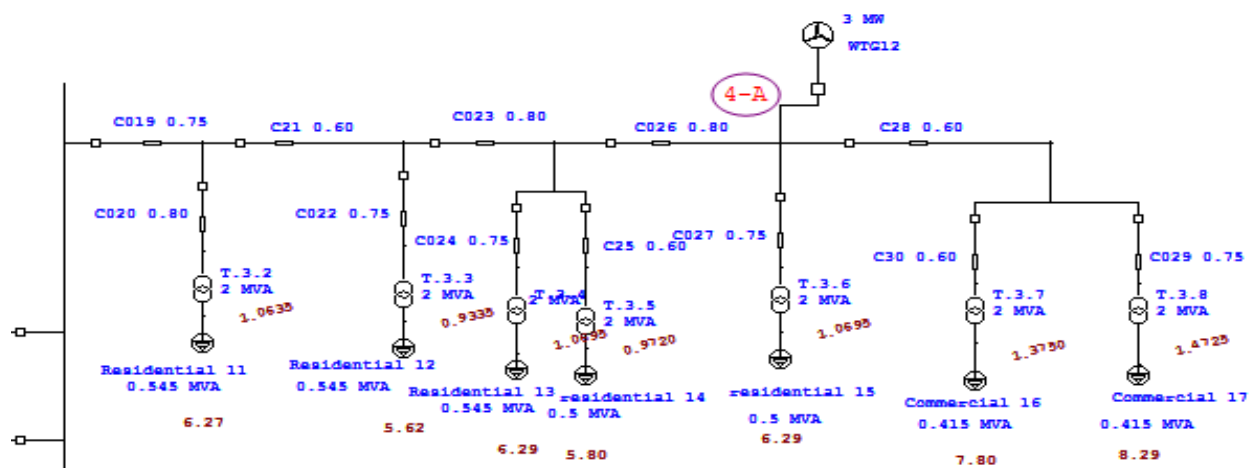 3 MW
WTG12
4-A
C019 0.75
C21 0.60
C023 0.80
C026 0.80
C28 0.60
C020 0.80
C022 0.75
C024 0.75
C25 0.60
C027 0.75
C30 0.60
C029 0.75
T.3.2
2 MVA
1.0635
T.3.3
2 MVA
0.9335
T.3.4
2 MVA
1.0695
T.3.5
2 MVA
0.9720
T.3.6
2 MVA
1.0695
T.3.7
2 MVA
1.3750
T.3.8
2 MVA
1.4725
Residential 11
0.545 MVA
6.27
Residential 12
0.545 MVA
5.62
Residential 13
0.545 MVA
6.29
residential 14
0.5 MVA
5.80
residential 15
0.5 MVA
6.29
Commercial 16
0.415 MVA
7.80
Commercial 17
0.415 MVA
8.29